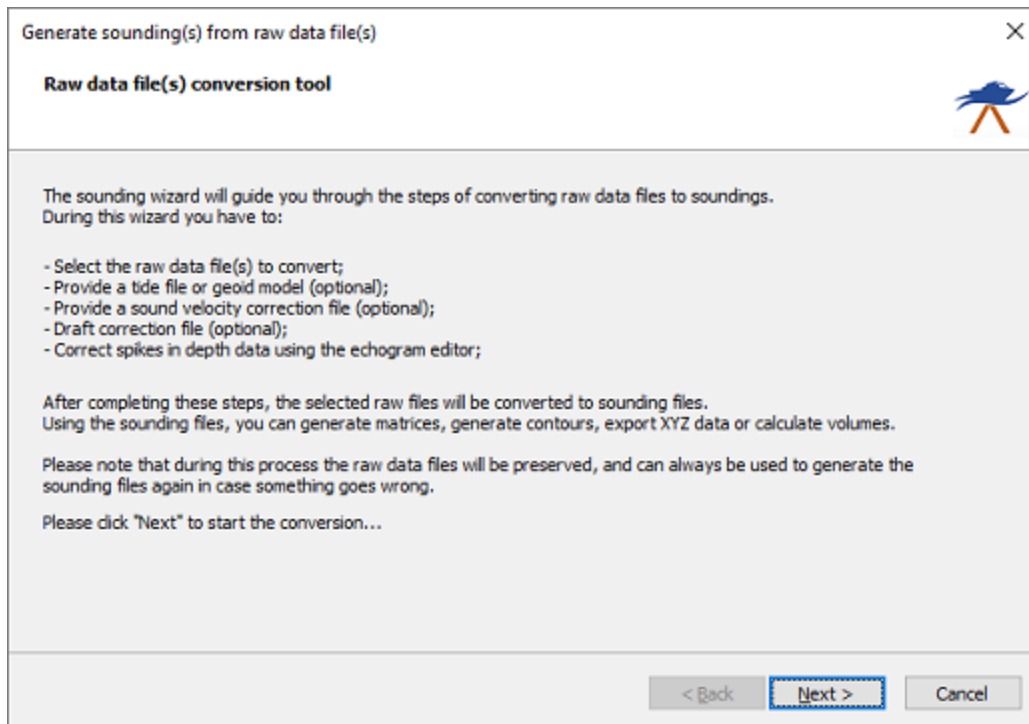 Generate sounding(s) from raw data file(s)
Raw data file(s) conversion tool
The sounding wizard will guide you through the steps of converting raw data files to soundings.
During this wizard you have to:
- Select the raw data file(s) to convert;
- Provide a tide file or geoid model (optional);
- Provide a sound velocity correction file (optional);
- Draft correction file (optional);
- Correct spikes in depth data using the echogram editor;
After completing these steps, the selected raw files will be converted to sounding files.
Using the sounding files, you can generate matrices, generate contours, export XYZ data or calculate volumes.
Please note that during this process the raw data files will be preserved, and can always be used to generate the
sounding files again in case something goes wrong.
Please click "Next" to start the conversion...
< Back Next > Cancel